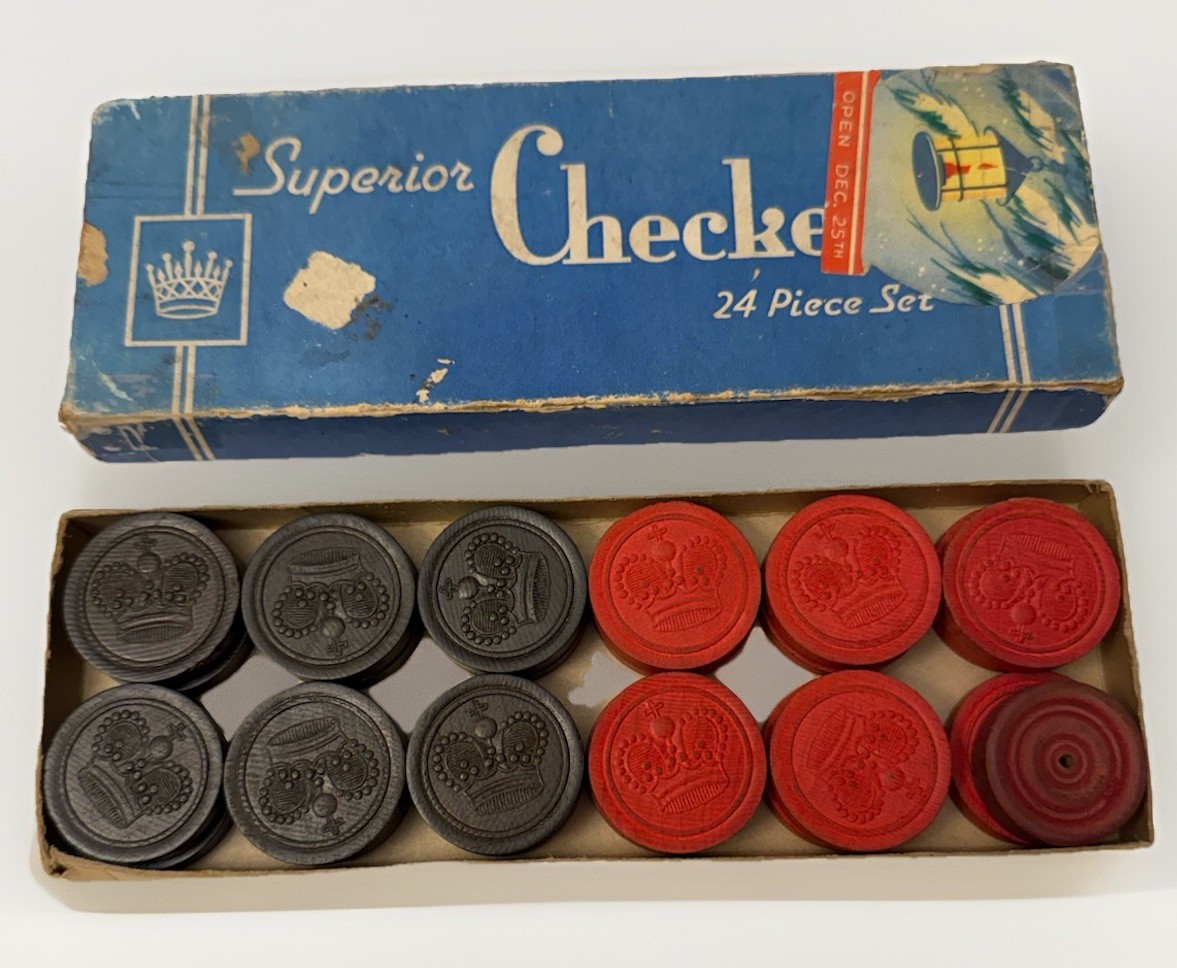 Superior Checke
24 Piece Set
OPEN DEC. 25TH